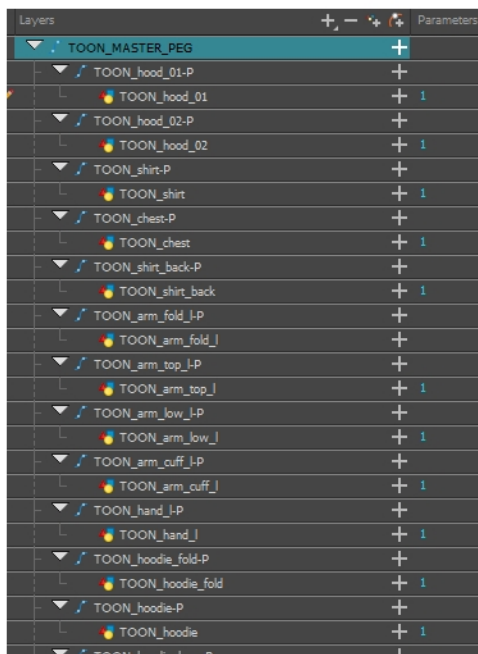 Layers Parameters
TOON_MASTER_PEG
TOON_hood_01-P
TOON_hood_01 1
TOON_hood_02-P
TOON_hood_02 1
TOON_shirt-P
TOON_shirt 1
TOON_chest-P
TOON_chest 1
TOON_shirt_back-P
TOON_shirt_back 1
TOON_arm_fold_l-P
TOON_arm_fold_l
TOON_arm_top_l-P
TOON_arm_top_l 1
TOON_arm_low_l-P
TOON_arm_low_l 1
TOON_arm_cuff_l-P
TOON_arm_cuff_l 1
TOON_hand_l-P
TOON_hand_l 1
TOON_hoodie_fold-P
TOON_hoodie_fold 1
TOON_hoodie-P
TOON_hoodie 1